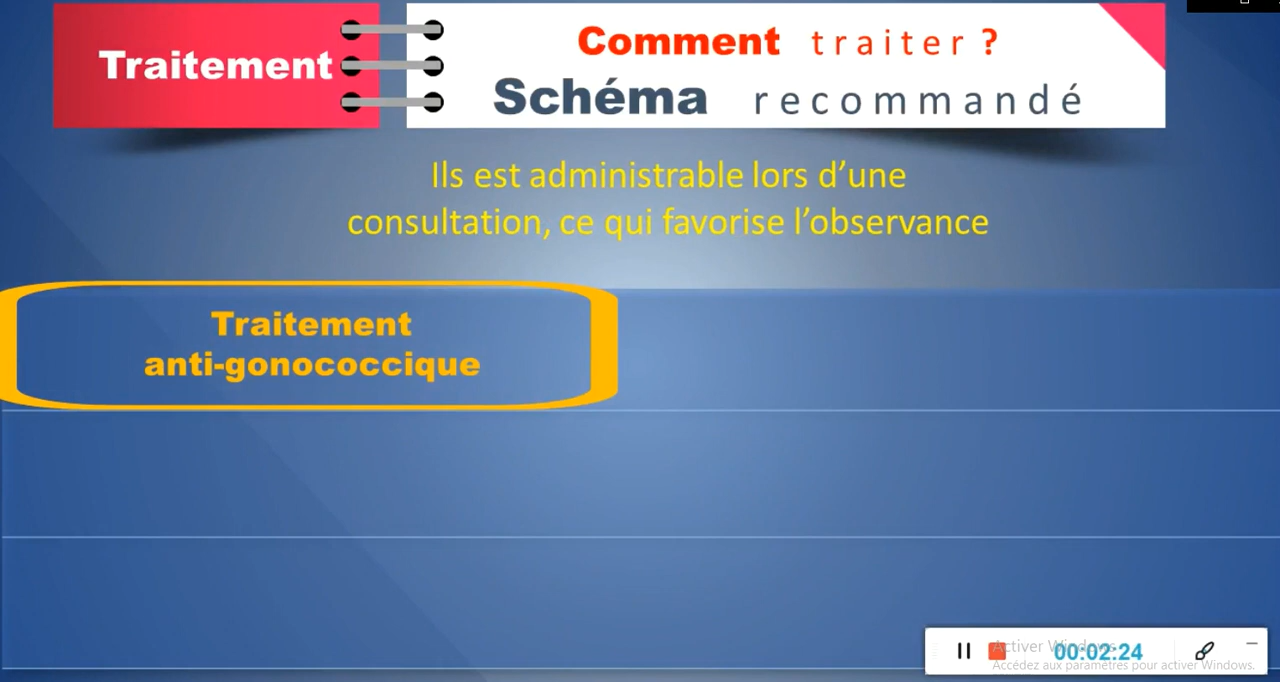 Traitement
Comment traiter ?
Schéma recommandé
Ils est administrable lors d’une
consultation, ce qui favorise l’observance
Traitement
anti-gonococcique
Activer Windows
00:02:24
Accédez aux paramètres pour activer Windows.